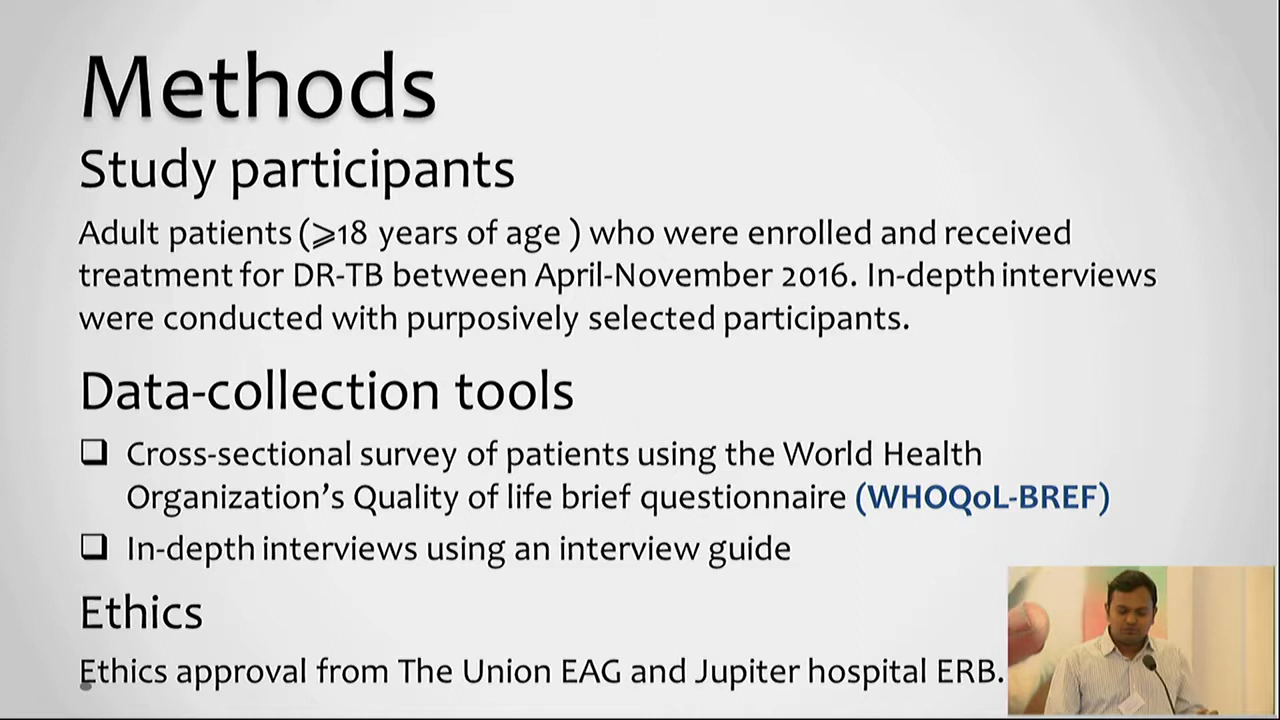 Methods
Study participants
Adult patients (⩾18 years of age ) who were enrolled and received
treatment for DR-TB between April-November 2016. In-depth interviews
were conducted with purposively selected participants.
Data-collection tools
❑ Cross-sectional survey of patients using the World Health
Organization’s Quality of life brief questionnaire (WHOQoL-BREF)
❑ In-depth interviews using an interview guide
Ethics
Ethics approval from The Union EAG and Jupiter hospital ERB.